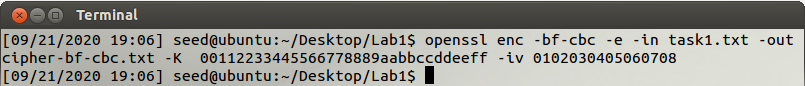 Terminal
[09/21/2020 19:06] seed@ubuntu:~/Desktop/Lab1$ openssl enc -bf-cbc -e -in task1.txt -out
cipher-bf-cbc.txt -K  00112233445566778889aabbccddeeff -iv 0102030405060708
[09/21/2020 19:06] seed@ubuntu:~/Desktop/Lab1$